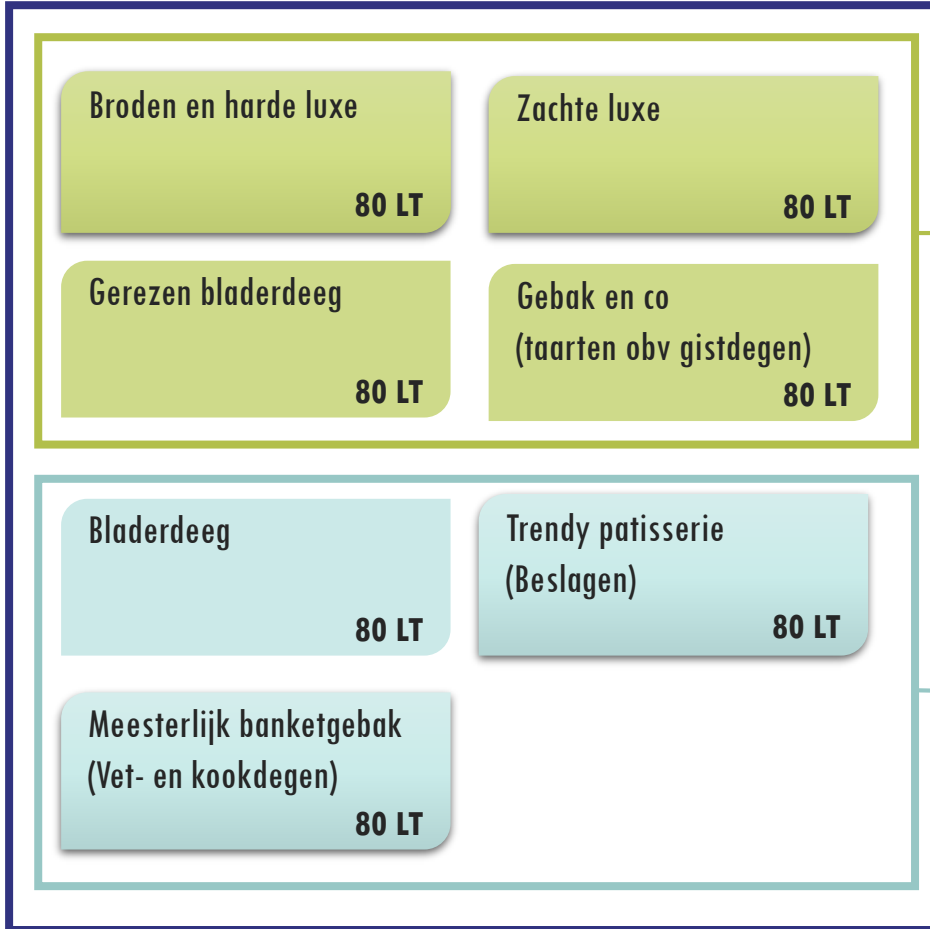 Broden en harde luxe
80 LT
Zachte luxe
80 LT
Gerezen bladerdeeg
80 LT
Gebak en co
(taarten obv gistdegen)
80 LT
Bladerdeeg
80 LT
Trendy patisserie
(Beslagen)
80 LT
Meesterlijk banketgebak
(Vet- en kookdegen)
80 LT